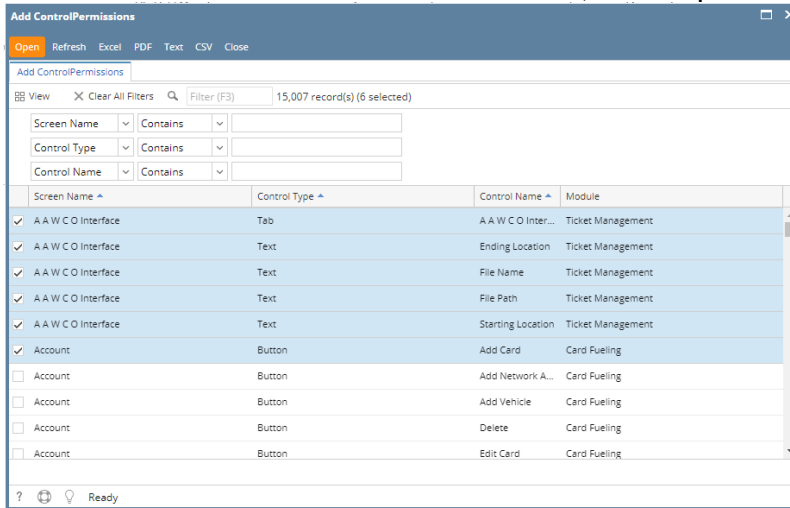 Add ControlPermissions
Open Refresh Excel PDF Text CSV Close
Add ControlPermissions
View Clear All Filters Filter (F3) 15,007 record(s) (6 selected)
Screen Name Contains
Control Type Contains
Control Name Contains
Screen Name Control Type Control Name Module
A A W C O Interface Tab A A W C O Inter... Ticket Management
A A W C O Interface Text Ending Location Ticket Management
A A W C O Interface Text File Name Ticket Management
A A W C O Interface Text File Path Ticket Management
A A W C O Interface Text Starting Location Ticket Management
Account Button Add Card Card Fueling
Account Button Add Network A... Card Fueling
Account Button Add Vehicle Card Fueling
Account Button Delete Card Fueling
Account Button Edit Card Card Fueling
? Ready